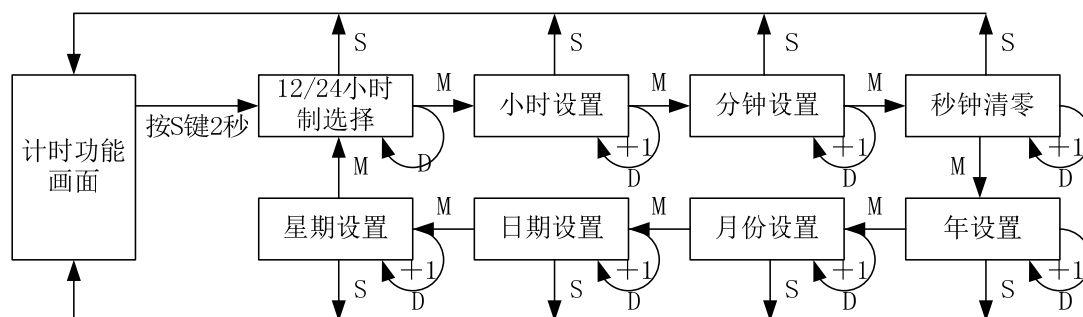 S
S
S
S
计时功能
画面
按S键2秒
12/24小时
制选择
D
M
小时设置
+1
D
M
分钟设置
+1
D
M
秒钟清零
+1
D
M
年设置
+1
D
S
M
月份设置
+1
D
S
M
日期设置
+1
D
S
M
星期设置
+1
D
S
M